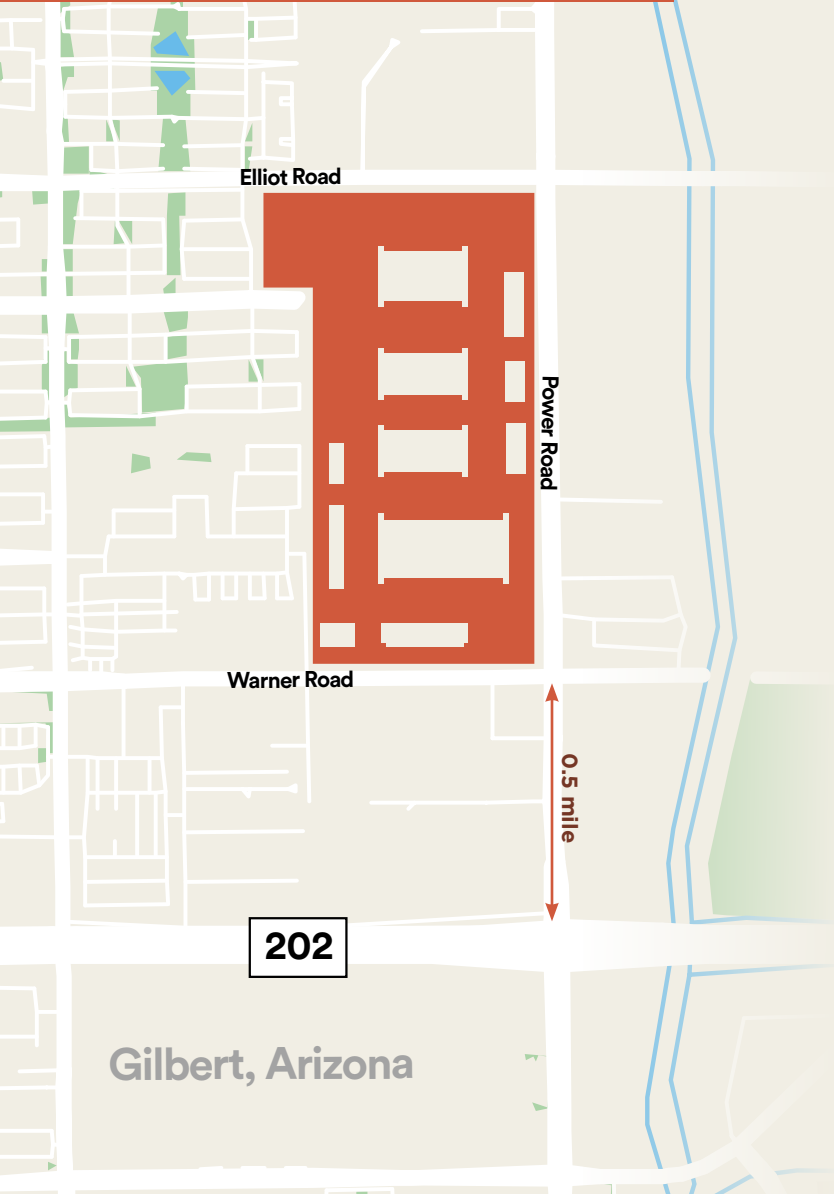 Elliot Road
Power Road
Warner Road
0.5 mile
202
Gilbert, Arizona